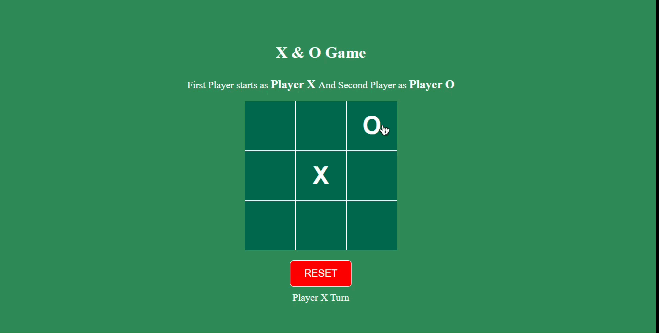 X & O Game
First Player starts as Player X And Second Player as Player O
O
X
RESET
Player X Turn